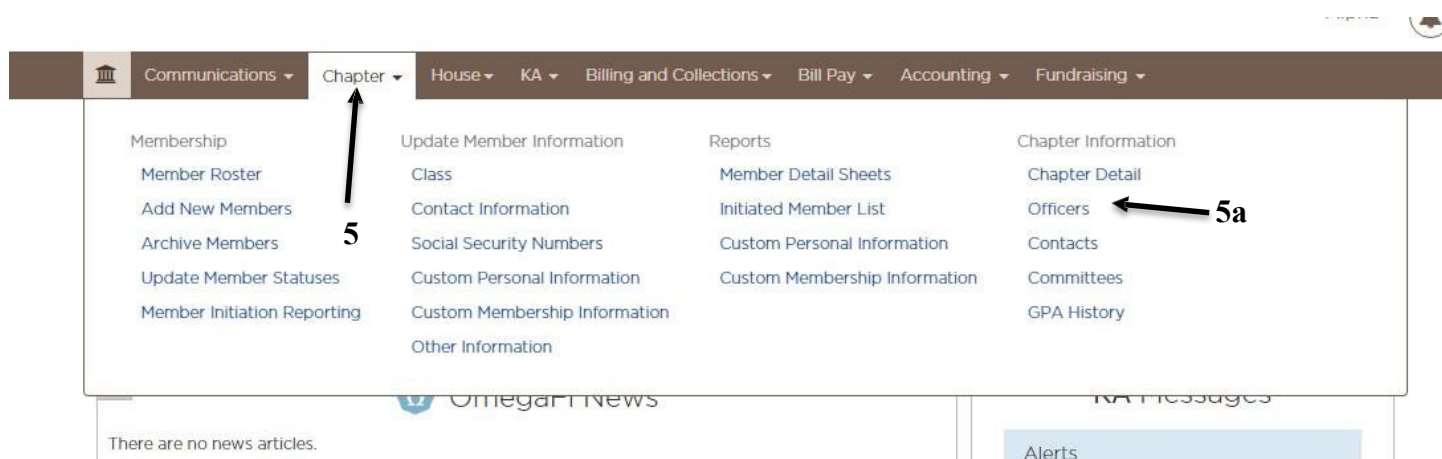 Communications Chapter House KA Billing and Collections Bill Pay Accounting Fundraising
Membership
Member Roster
Add New Members
Archive Members
Update Member Statuses
Member Initiation Reporting
5
Update Member Information
Class
Contact Information
Social Security Numbers
Custom Personal Information
Custom Membership Information
Other Information
Reports
Member Detail Sheets
Initiated Member List
Custom Personal Information
Custom Membership Information
Chapter Information
Chapter Detail
Officers
5a
Contacts
Committees
GPA History
OmegaFi News
There are no news articles.
KA Messages
Alerts